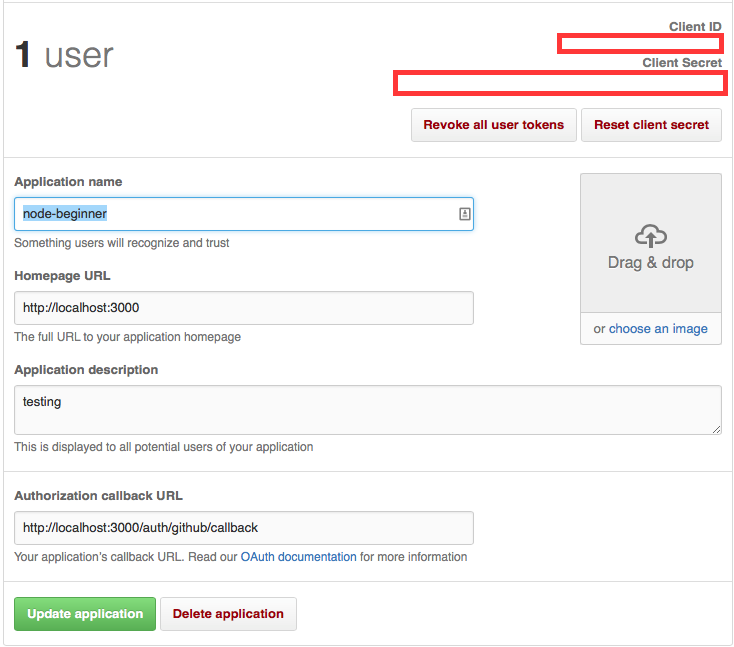 1 user
Client ID
Client Secret
Revoke all user tokens
Reset client secret
Application name
node-beginner
Something users will recognize and trust
Homepage URL
http://localhost:3000
The full URL to your application homepage
Drag & drop
or choose an image
Application description
testing
This is displayed to all potential users of your application
Authorization callback URL
http://localhost:3000/auth/github/callback
Your application's callback URL. Read our OAuth documentation for more information
Update application
Delete application